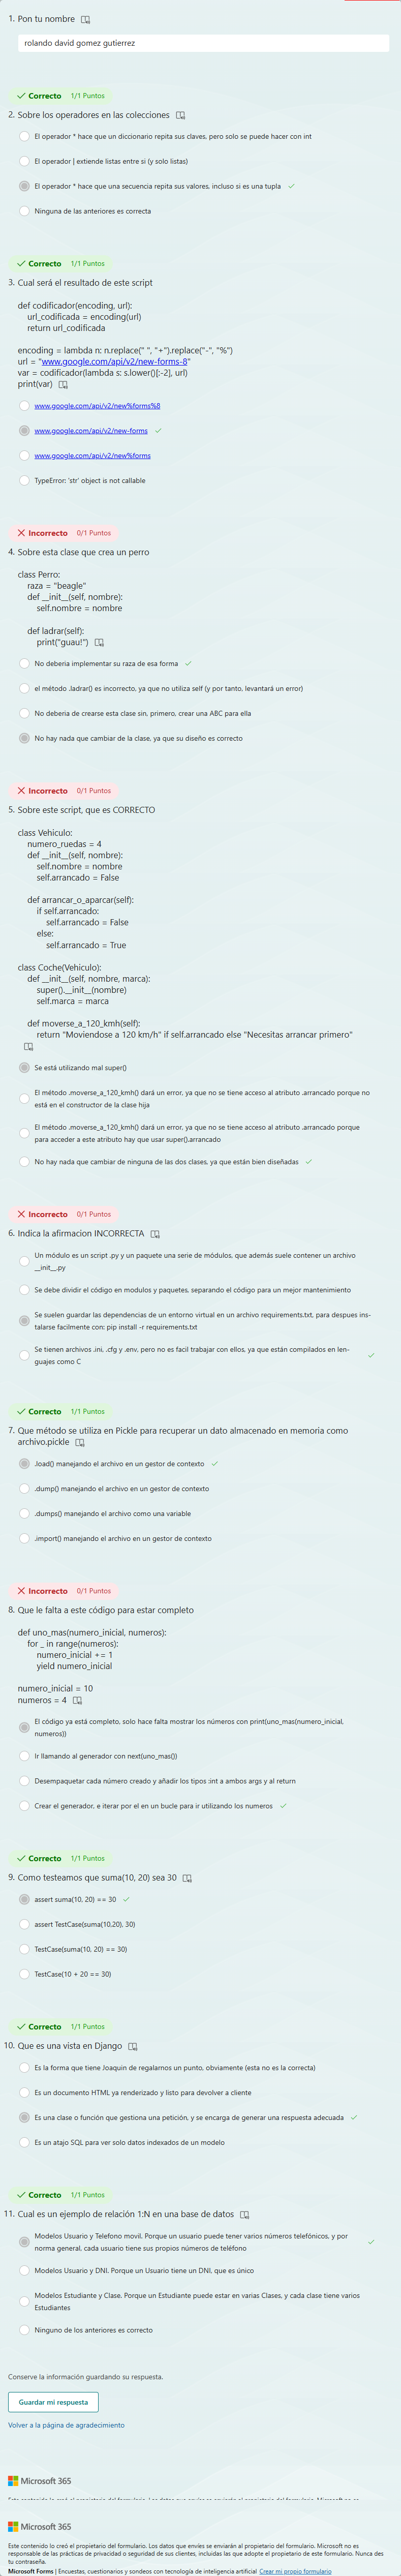 1. Pon tu nombre
rolando david gomez gutierrez
Correcto 1/1 Puntos
2. Sobre los operadores en las colecciones
El operador * hace que un diccionario repita sus claves, pero solo se puede hacer con int
El operador | extiende listas entre si (y solo listas)
El operador * hace que una secuencia repita sus valores, incluso si es una tupla
Ninguna de las anteriores es correcta
Correcto 1/1 Puntos
3. Cual será el resultado de este script
def codificador(encoding, url):
url_codificada = encoding(url)
return url_codificada
encoding = lambda n: n.replace(" ", "+").replace("-", "%")
url = "www.google.com/api/v2/new-forms-8"
var = codificador(lambda s: s.lower()[:-2], url)
print(var)
www.google.com/api/v2/new%forms%8
www.google.com/api/v2/new-forms
www.google.com/api/v2/new%forms
TypeError: 'str' object is not callable
Incorrecto 0/1 Puntos
4. Sobre esta clase que crea un perro
class Perro:
raza = "beagle"
def __init__(self, nombre):
self.nombre = nombre
def ladrar(self):
print("guau!")
No deberia implementar su raza de esa forma
el método .ladrar() es incorrecto, ya que no utiliza self (y por tanto, levantará un error)
No deberia de crearse esta clase sin, primero, crear una ABC para ella
No hay nada que cambiar de la clase, ya que su diseño es correcto
Incorrecto 0/1 Puntos
5. Sobre este script, que es CORRECTO
class Vehiculo:
numero_ruedas = 4
def __init__(self, nombre):
self.nombre = nombre
self.arrancado = False
def arrancar_o_aparcar(self):
if self.arrancado:
self.arrancado = False
else:
self.arrancado = True
class Coche(Vehiculo):
def __init__(self, nombre, marca):
super().__init__(nombre)
self.marca = marca
def moverse_a_120_kmh(self):
return "Moviendose a 120 km/h" if self.arrancado else "Necesitas arrancar primero"
Se está utilizando mal super()
El método .moverse_a_120_kmh() dará un error, ya que no se tiene acceso al atributo .arrancado porque no
está en el constructor de la clase hija
El método .moverse_a_120_kmh() dará un error, ya que no se tiene acceso al atributo .arrancado porque
para acceder a este atributo hay que usar super().arrancado
No hay nada que cambiar de ninguna de las dos clases, ya que están bien diseñadas
Incorrecto 0/1 Puntos
6. Indica la afirmacion INCORRECTA
Un módulo es un script .py y un paquete una serie de módulos, que además suele contener un archivo
__init__.py
Se debe dividir el código en modulos y paquetes, separando el código para un mejor mantenimiento
Se suelen guardar las dependencias de un entorno virtual en un archivo requirements.txt, para despues ins-
talarse facilmente con: pip install -r requirements.txt
Se tienen archivos .ini, .cfg y .env, pero no es facil trabajar con ellos, ya que están compilados en len-
guajes como C
Correcto 1/1 Puntos
7. Que método se utiliza en Pickle para recuperar un dato almacenado en memoria como
archivo.pickle
.load() manejando el archivo en un gestor de contexto
.dump() manejando el archivo en un gestor de contexto
.dumps() manejando el archivo como una variable
.import() manejando el archivo en un gestor de contexto
Incorrecto 0/1 Puntos
8. Que le falta a este código para estar completo
def uno_mas(numero_inicial, numeros):
for _ in range(numeros):
numero_inicial += 1
yield numero_inicial
numero_inicial = 10
numeros = 4
El código ya está completo, solo hace falta mostrar los números con print(uno_mas(numero_inicial,
numeros))
Ir llamando al generador con next(uno_mas())
Desempaquetar cada número creado y añadir los tipos :int a ambos args y al return
Crear el generador, e iterar por el en un bucle para ir utilizando los numeros
Correcto 1/1 Puntos
9. Como testeamos que suma(10, 20) sea 30
assert suma(10, 20) == 30
assert TestCase(suma(10,20), 30)
TestCase(suma(10, 20) == 30)
TestCase(10 + 20 == 30)
Correcto 1/1 Puntos
10. Que es una vista en Django
Es la forma que tiene Joaquin de regalarnos un punto, obviamente (esta no es la correcta)
Es un documento HTML ya renderizado y listo para devolver a cliente
Es una clase o función que gestiona una petición, y se encarga de generar una respuesta adecuada
Es un atajo SQL para ver solo datos indexados de un modelo
Correcto 1/1 Puntos
11. Cual es un ejemplo de relación 1:N en una base de datos
Modelos Usuario y Telefono movil. Porque un usuario puede tener varios números telefónicos, y por
norma general, cada usuario tiene sus propios números de teléfono
Modelos Usuario y DNI. Porque un Usuario tiene un DNI, que es único
Modelos Estudiante y Clase. Porque un Estudiante puede estar en varias Clases, y cada clase tiene varios
Estudiantes
Ninguno de los anteriores es correcto
Conserve la información guardando su respuesta.
Guardar mi respuesta
Volver a la página de agradecimiento
Microsoft 365
Microsoft 365
Este contenido lo creó el propietario del formulario. Los datos que envíes se enviarán al propietario del formulario. Microsoft no es
responsable de las prácticas de privacidad o seguridad de sus clientes, incluidas las que adopte el propietario de este formulario. Nunca des
tu contraseña.
Microsoft Forms | Encuestas, cuestionarios y sondeos con tecnología de inteligencia artificial Crear mi propio formulario